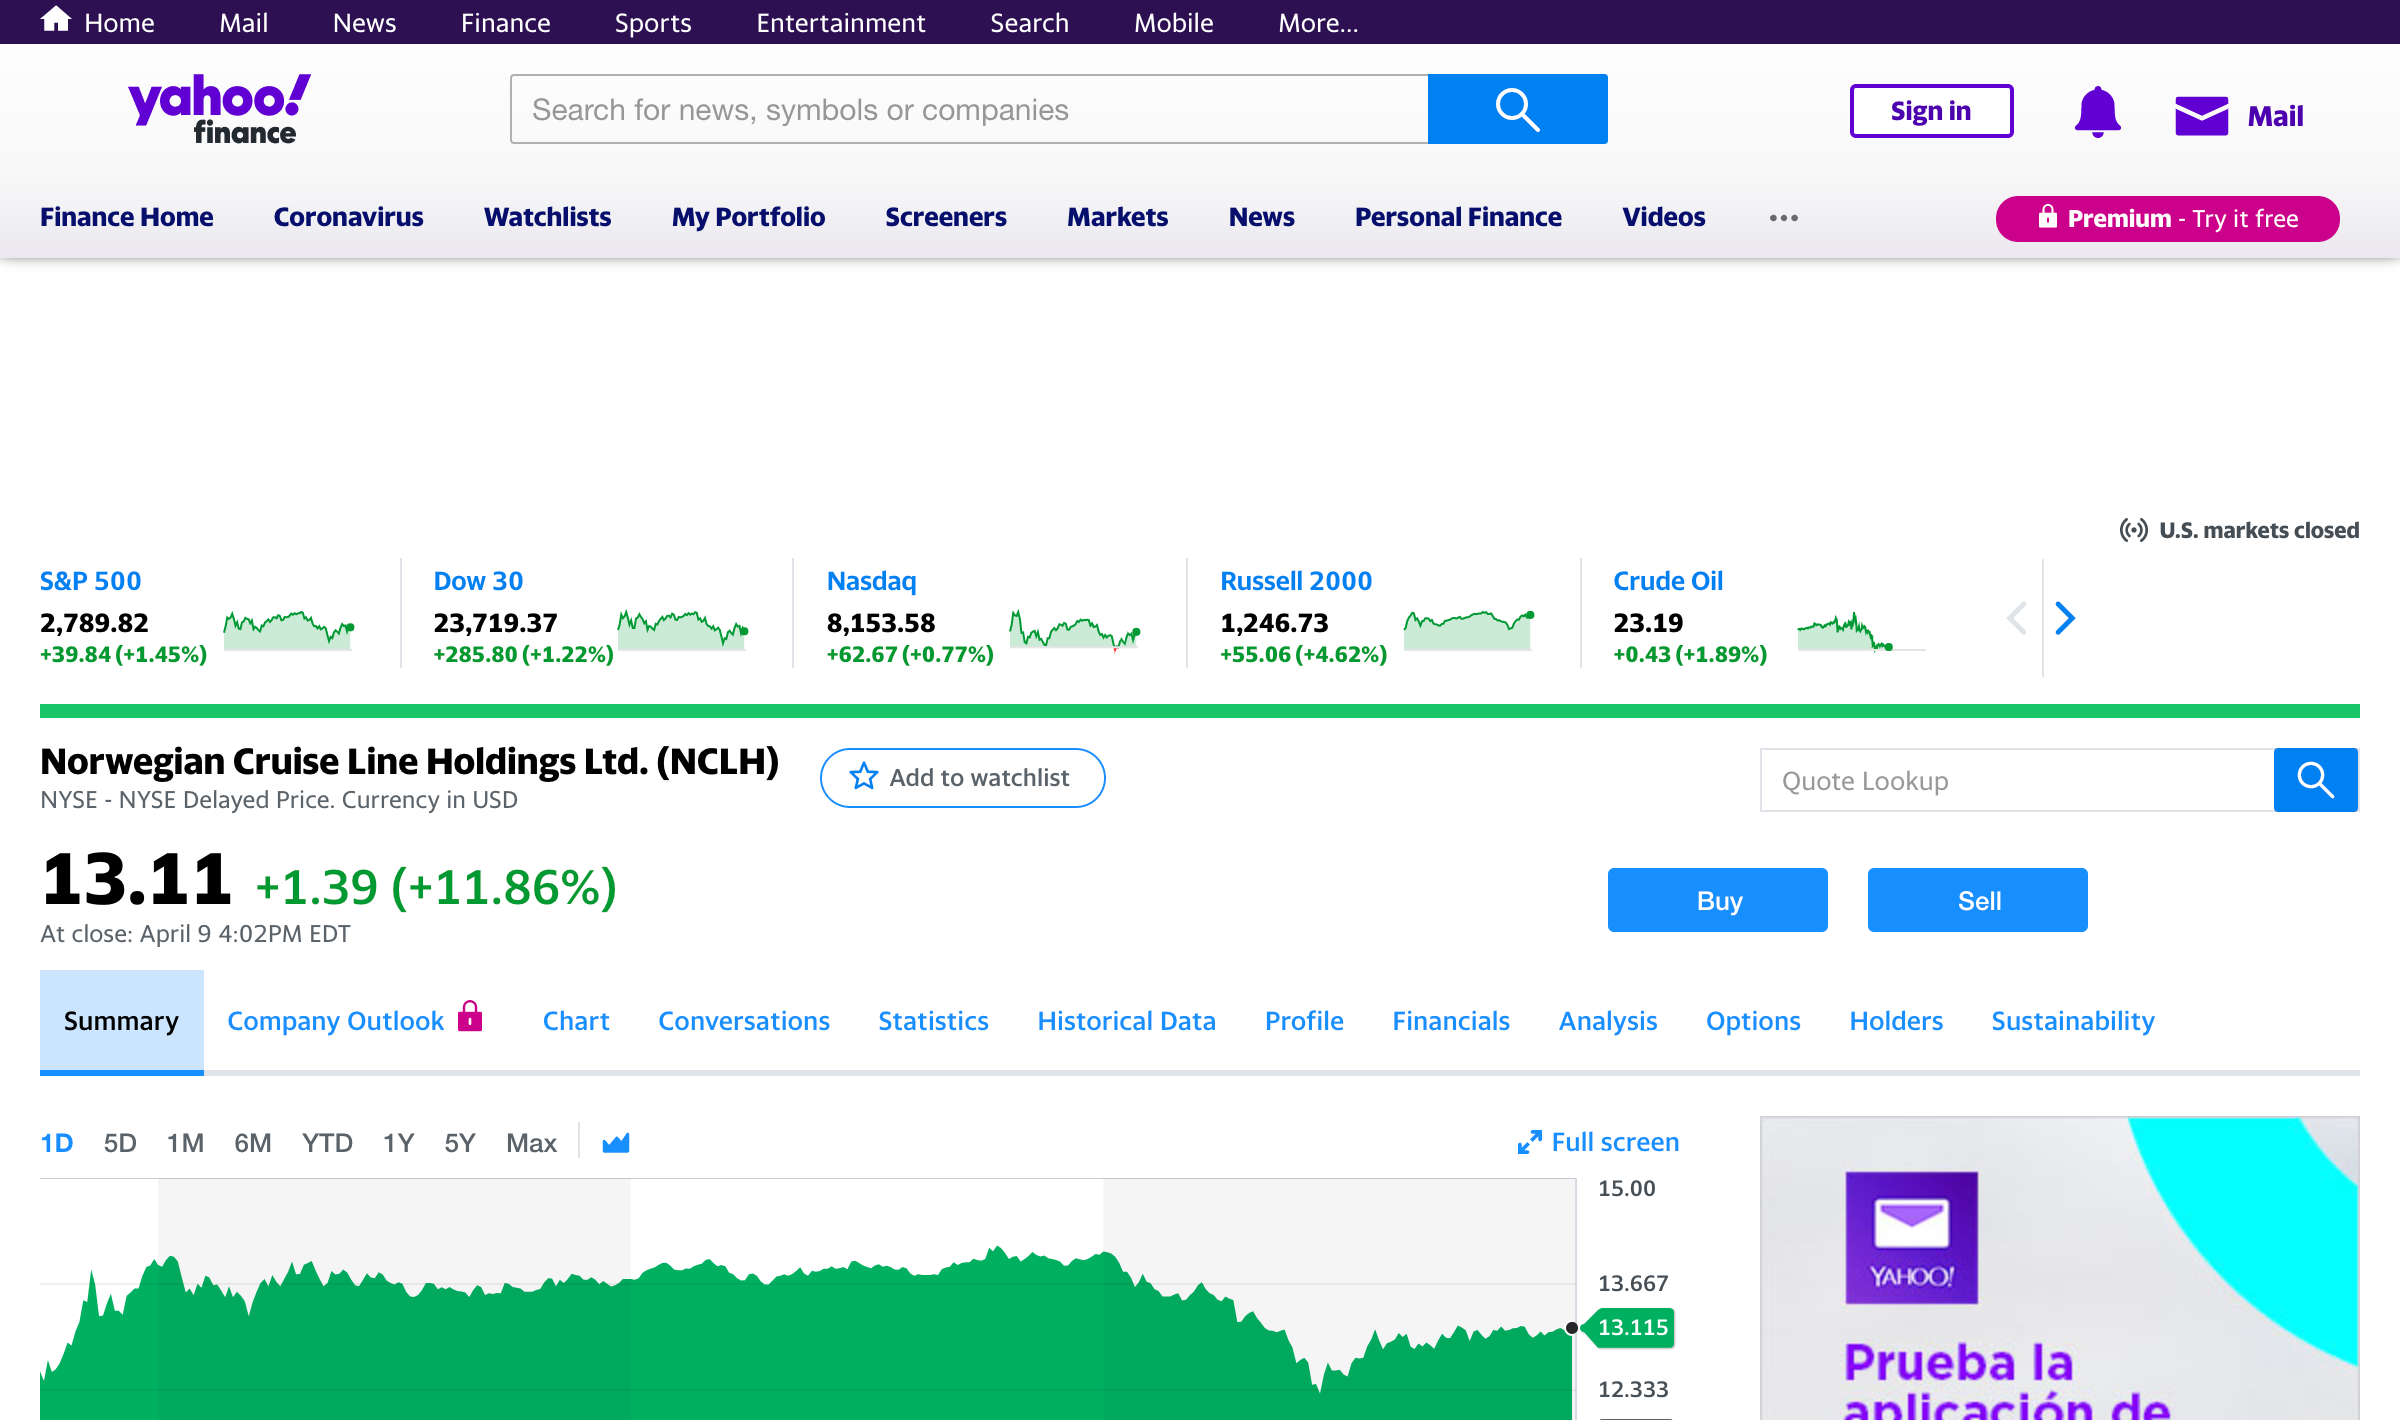 Home Mail News Finance Sports Entertainment Search Mobile More...
yahoo!
finance
Search for news, symbols or companies
Sign in
Mail
Finance Home Coronavirus Watchlists My Portfolio Screeners Markets News Personal Finance Videos ...
Premium - Try it free
U.S. markets closed
S&P 500
2,789.82
+39.84 (+1.45%)
Dow 30
23,719.37
+285.80 (+1.22%)
Nasdaq
8,153.58
+62.67 (+0.77%)
Russell 2000
1,246.73
+55.06 (+4.62%)
Crude Oil
23.19
+0.43 (+1.89%)
Norwegian Cruise Line Holdings Ltd. (NCLH)
NYSE - NYSE Delayed Price. Currency in USD
Add to watchlist
Quote Lookup
13.11 +1.39 (+11.86%)
At close: April 9 4:02PM EDT
Buy
Sell
Summary Company Outlook Chart Conversations Statistics Historical Data Profile Financials Analysis Options Holders Sustainability
1D 5D 1M 6M YTD 1Y 5Y Max
Full screen
15.00
13.667
13.115
12.333
YAHOO!
Prueba la
aplicación de